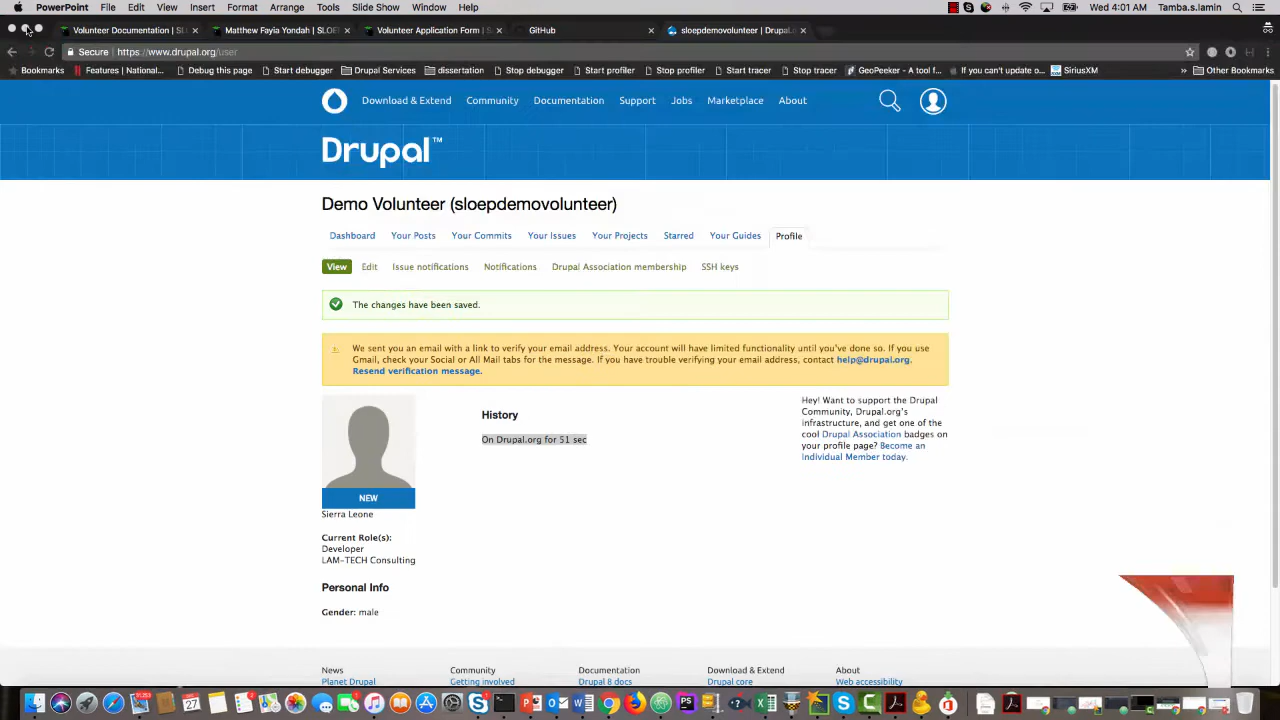 PowerPoint File Edit View Insert Format Arrange Tools Slide Show Window Help Wed 4:01 AM Tamba.s.lamin
Volunteer Documentation | SL Matthew Fayia Yondah | SLOE Volunteer Application Form | S GitHub sloepdemovolunteer | Drupal.o
Secure https://www.drupal.org/user
Bookmarks Features | National... Debug this page Start debugger Drupal Services dissertation Stop debugger Start profiler Stop profiler Start tracer Stop tracer GeoPeeker - A tool f... If you can't update o... SiriusXM » Other Bookmarks
Download & Extend Community Documentation Support Jobs Marketplace About
Drupal™
Demo Volunteer (sloepdemovolunteer)
Dashboard Your Posts Your Commits Your Issues Your Projects Starred Your Guides Profile
View Edit Issue notifications Notifications Drupal Association membership SSH keys
The changes have been saved.
We sent you an email with a link to verify your email address. Your account will have limited functionality until you've done so. If you use
Gmail, check your Social or All Mail tabs for the message. If you have trouble verifying your email address, contact help@drupal.org.
Resend verification message.
NEW
Sierra Leone
Current Role(s):
Developer
LAM-TECH Consulting
Personal Info
Gender: male
History
On Drupal.org for 51 sec
Hey! Want to support the Drupal
Community, Drupal.org's
infrastructure, and get one of the
cool Drupal Association badges on
your profile page? Become an
Individual Member today.
News Community Documentation Download & Extend About
Planet Drupal Getting involved Drupal 8 docs Drupal core Web accessibility